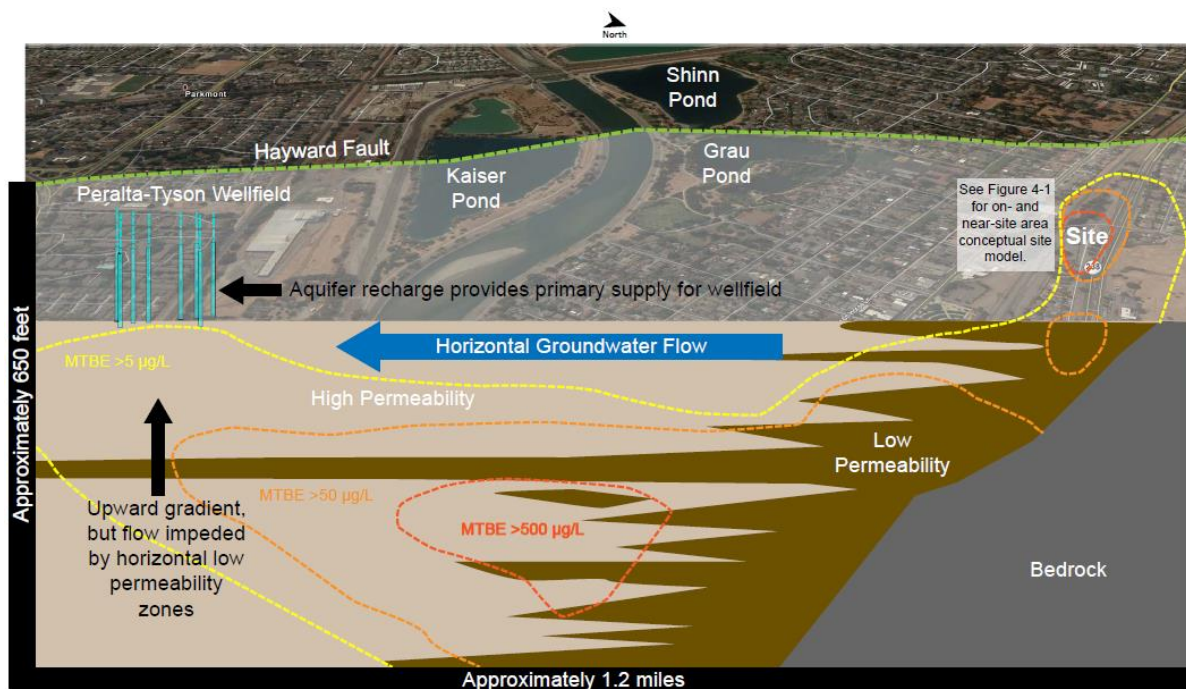 North
Shinn
Pond
Parkmont
Hayward Fault
Grau
Pond
Kaiser
Pond
Peralta-Tyson Wellfield
See Figure 4-1
for on- and
near-site area
conceptual site
model.
Site
Aquifer recharge provides primary supply for wellfield
Horizontal Groundwater Flow
MTBE >5 µg/L
High Permeability
Low
Permeability
Approximately 650 feet
MTBE >50 µg/L
Upward gradient,
but flow impeded
by horizontal low
permeability
zones
MTBE >500 µg/L
Bedrock
Approximately 1.2 miles